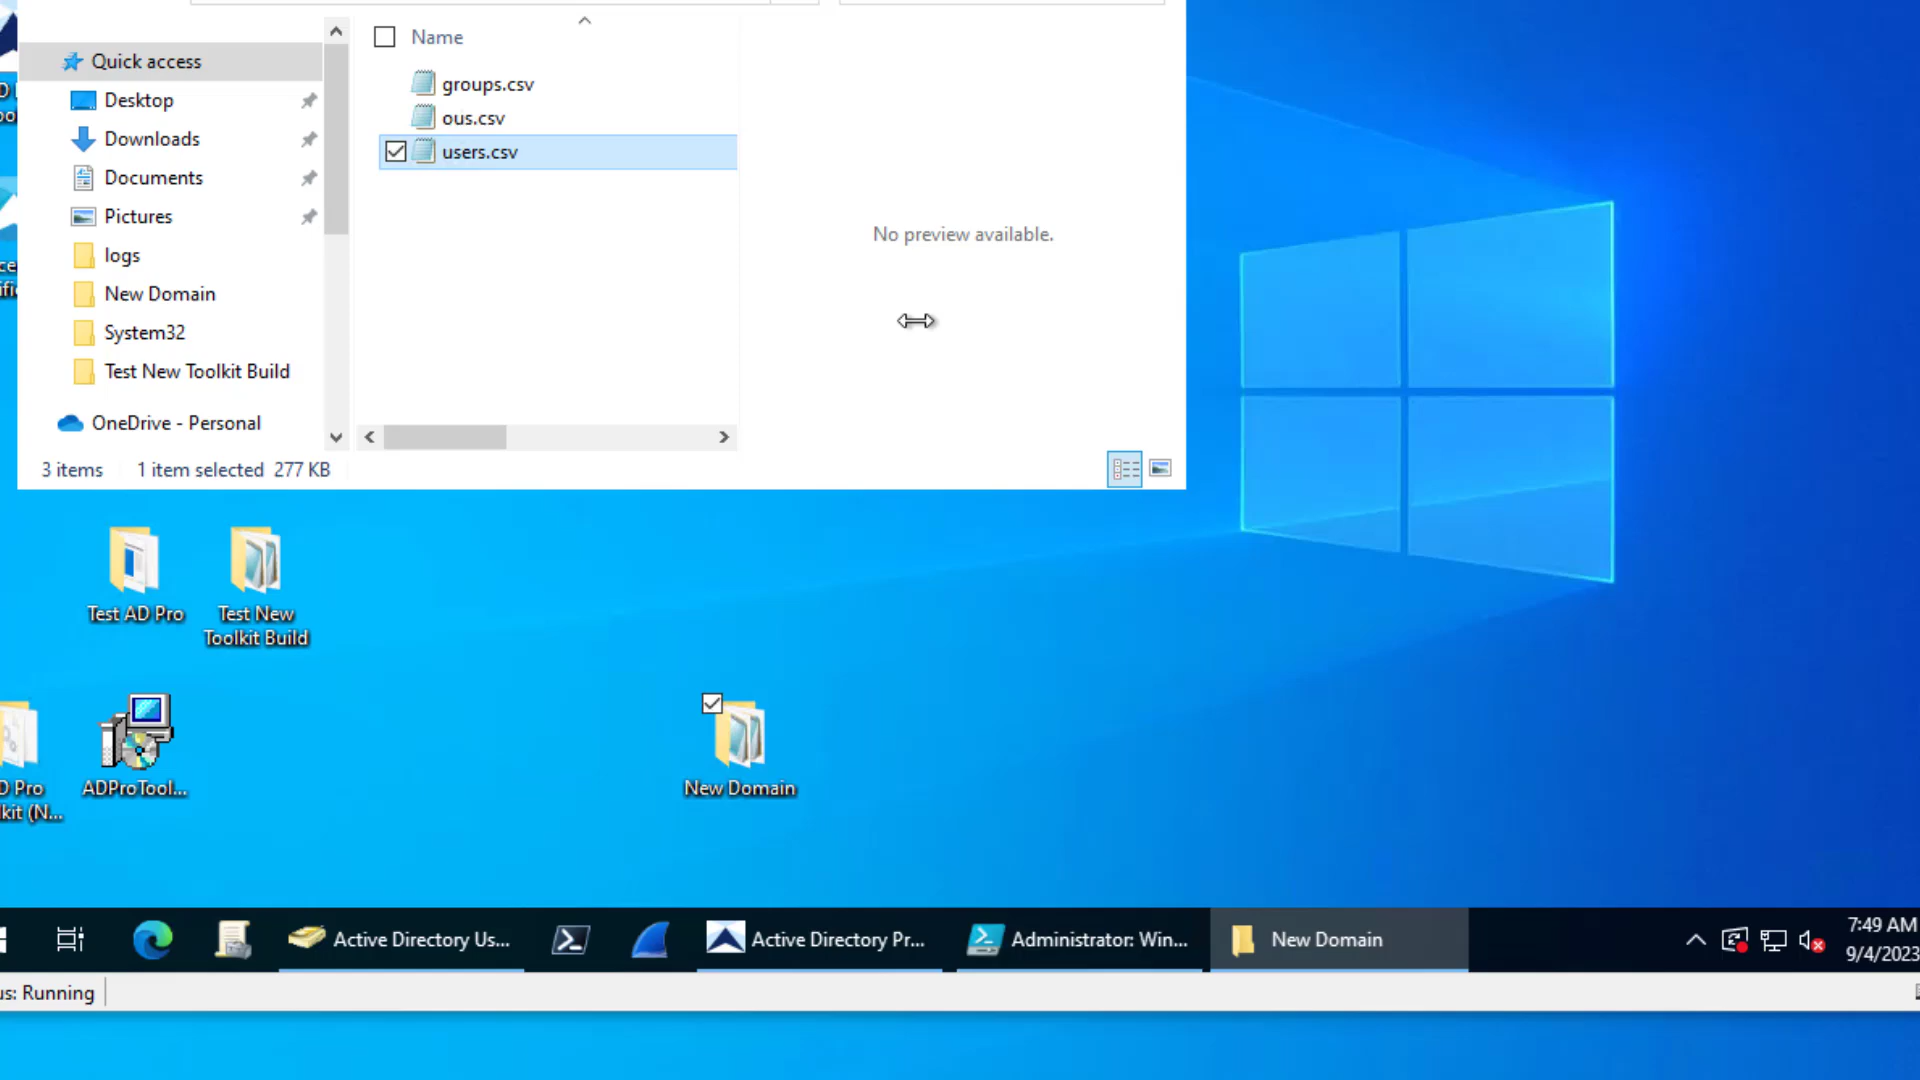 Name
Quick access
Desktop
Downloads
Documents
Pictures
logs
New Domain
System32
Test New Toolkit Build
OneDrive - Personal
groups.csv
ous.csv
users.csv
No preview available.
3 items
1 item selected 277 KB
Test AD Pro
Test New
Toolkit Build
D Pro
kit (N...
ADProTool...
New Domain
Active Directory Us...
Active Directory Pr...
Administrator: Win...
New Domain
7:49 AM
9/4/2023
us: Running